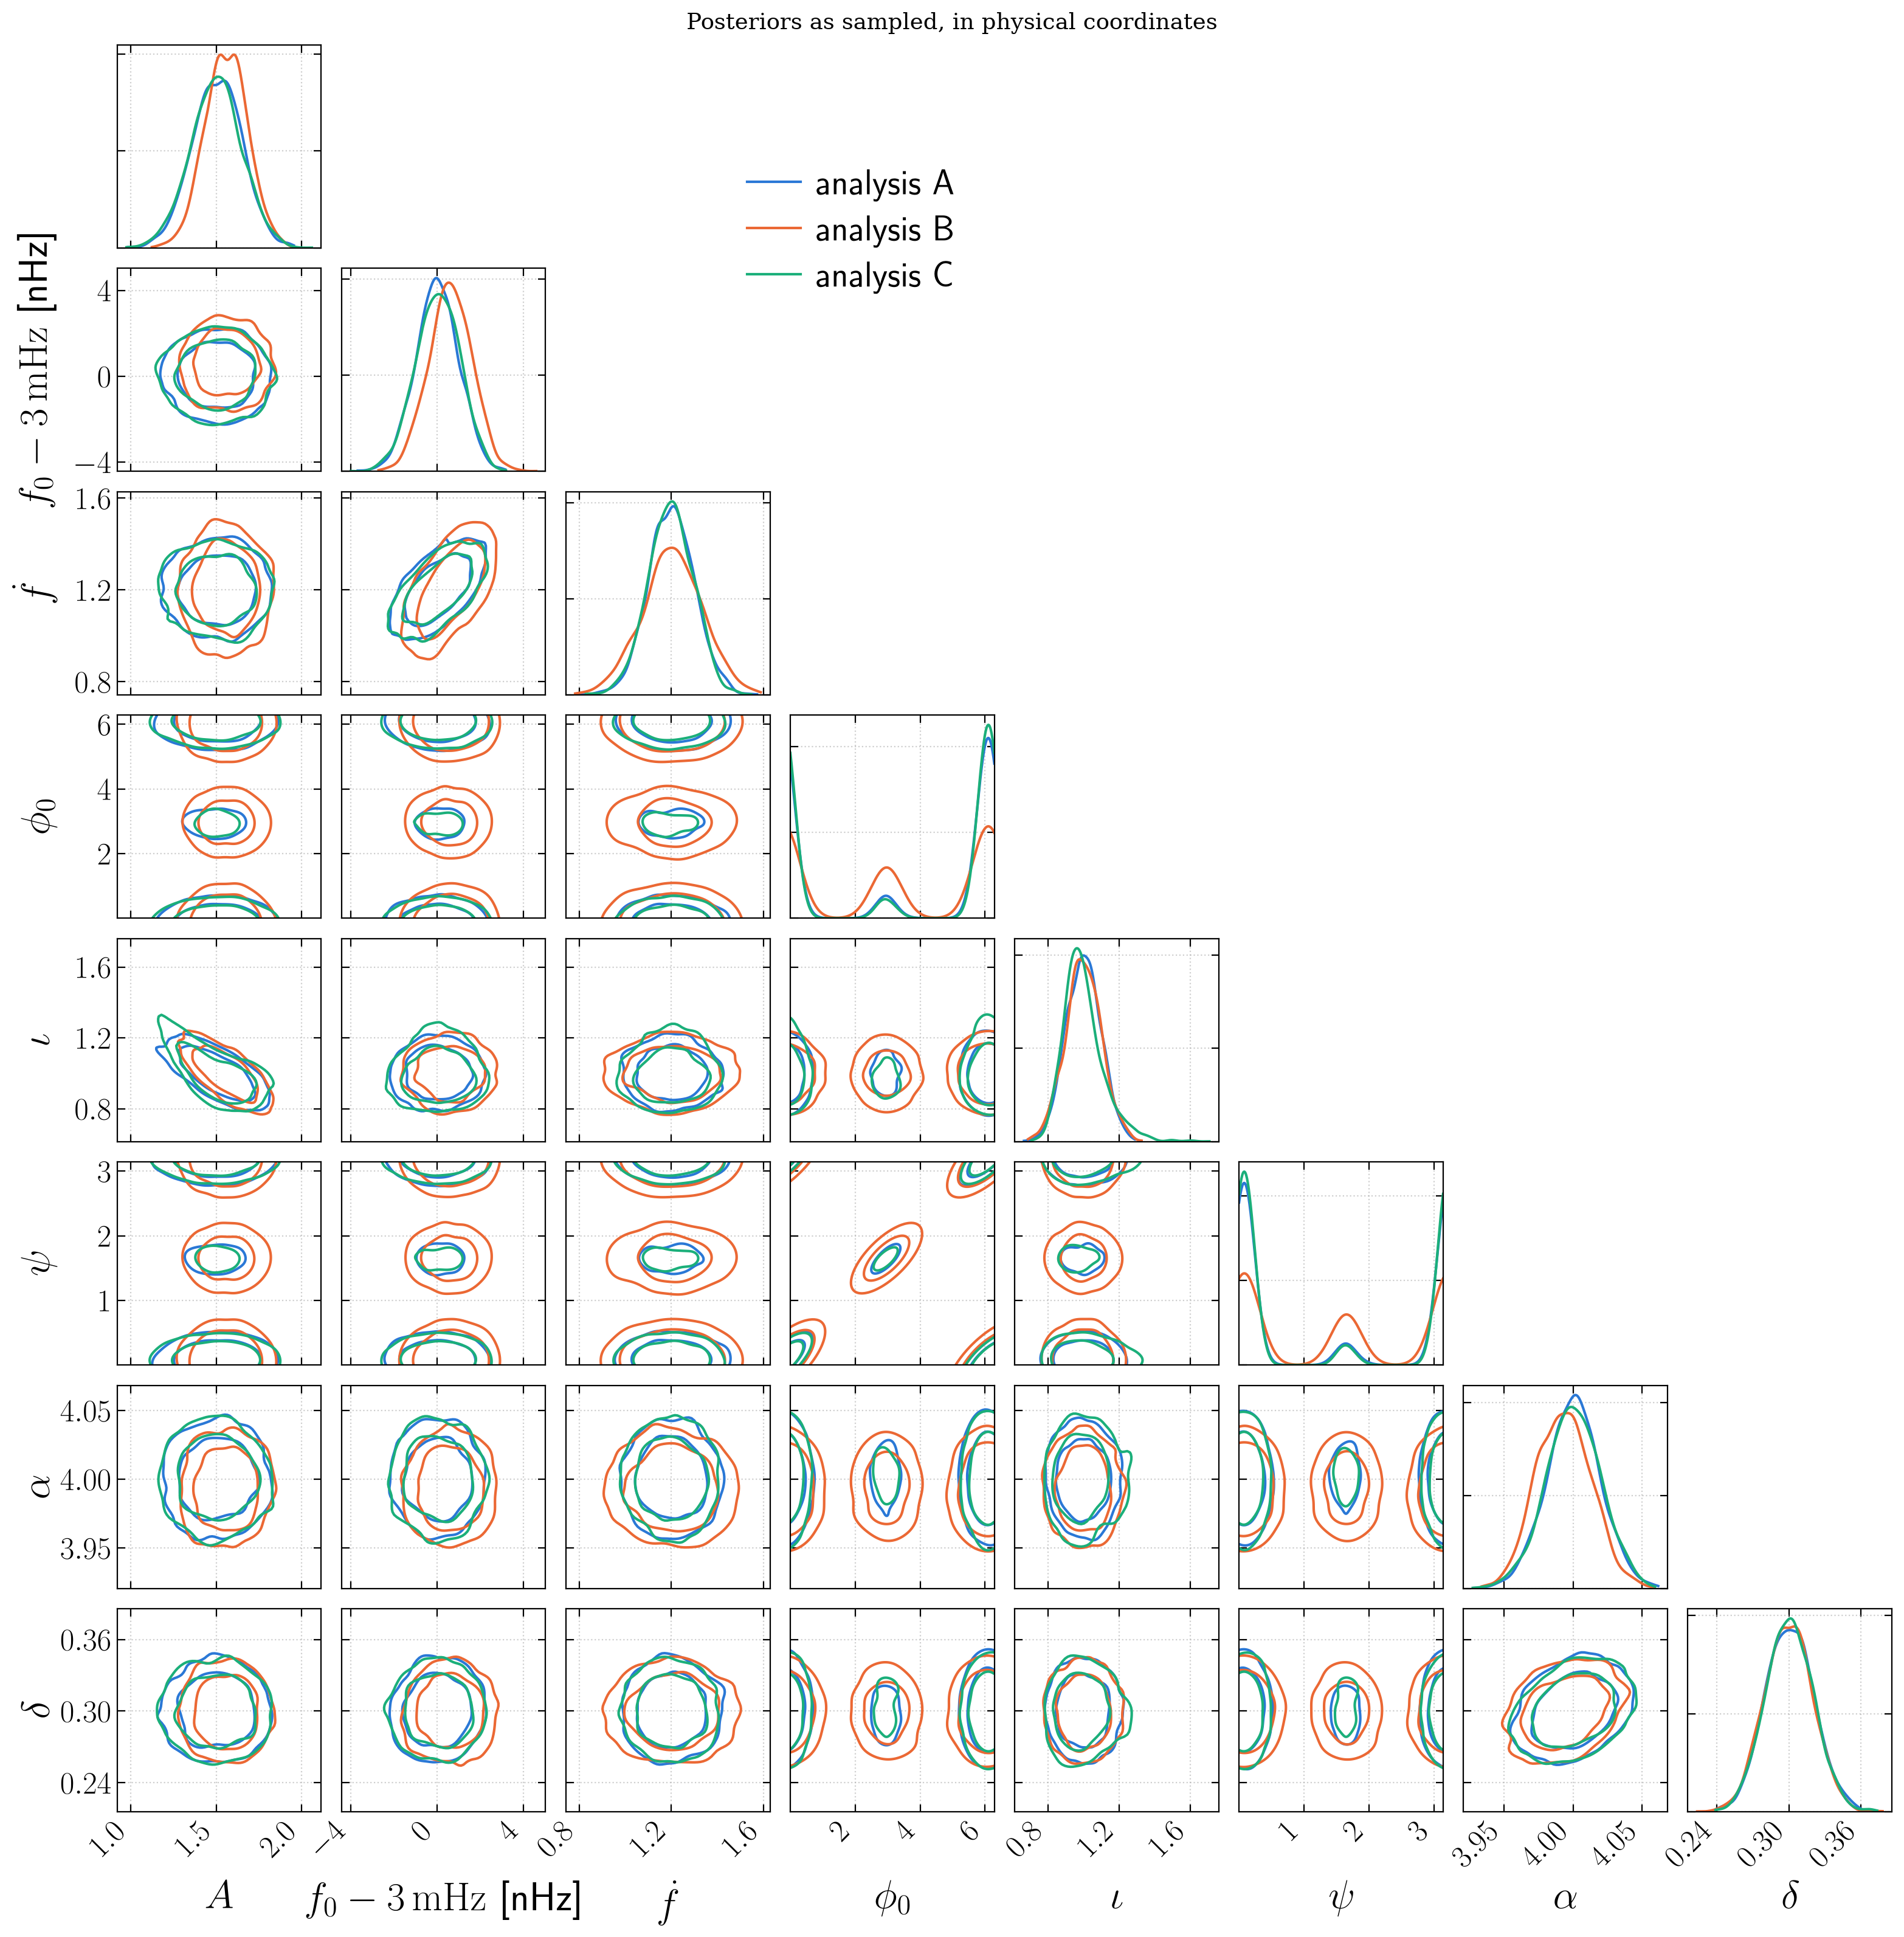 Posteriors as sampled, in physical coordinates
analysis A
analysis B
analysis C
f₀ − 3 mHz [nHz]
4
0
−4
ḟ
1.6
1.2
0.8
ϕ₀
6
4
2
ι
1.6
1.2
0.8
ψ
3
2
1
α
4.05
4.00
3.95
δ
0.36
0.30
0.24
1.0 1.5 2.0 −4 0 4 0.8 1.2 1.6 2 4 6 0.8 1.2 1.6 1 2 3 3.95 4.00 4.05 0.24 0.30 0.36
A f₀ − 3 mHz [nHz] ḟ ϕ₀ ι ψ α δ